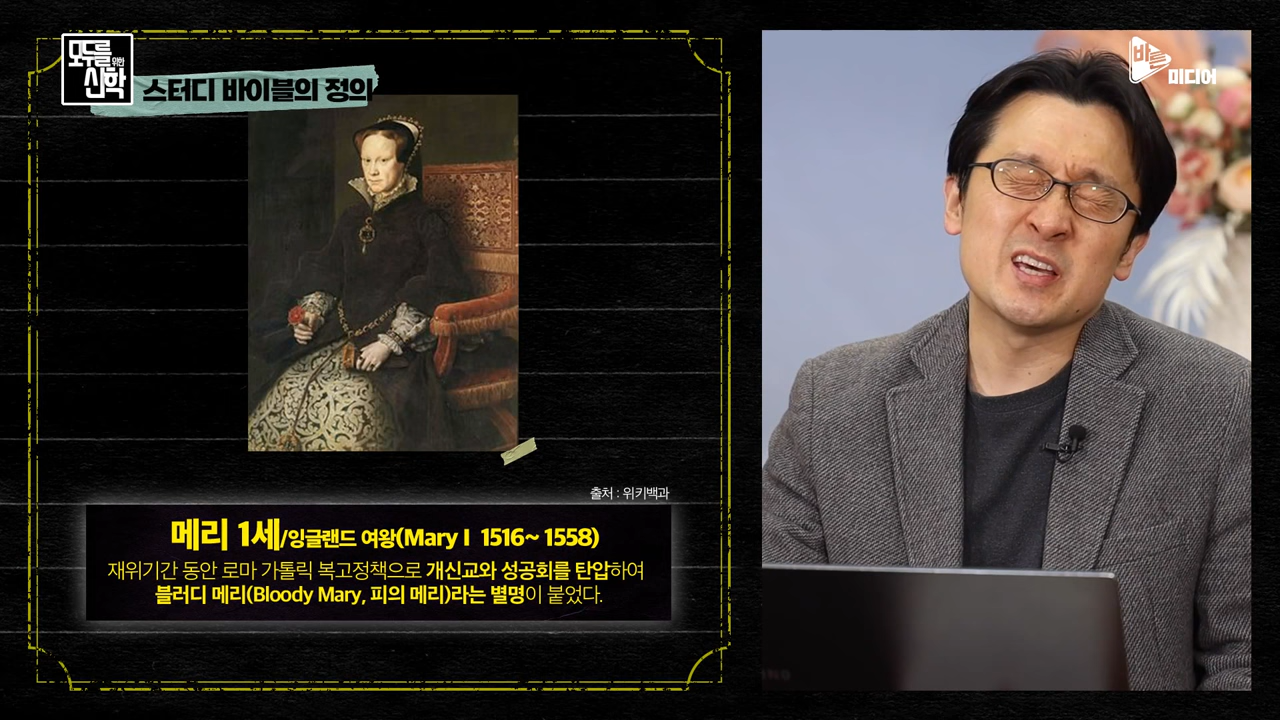 모두를 위한
신학
스터디 바이블의 정의
바른
미디어
출처 : 위키백과
메리 1세/잉글랜드 여왕(Mary I 1516~ 1558)
재위기간 동안 로마 가톨릭 복고정책으로 개신교와 성공회를 탄압하여
블러디 메리(Bloody Mary, 피의 메리)라는 별명이 붙었다.